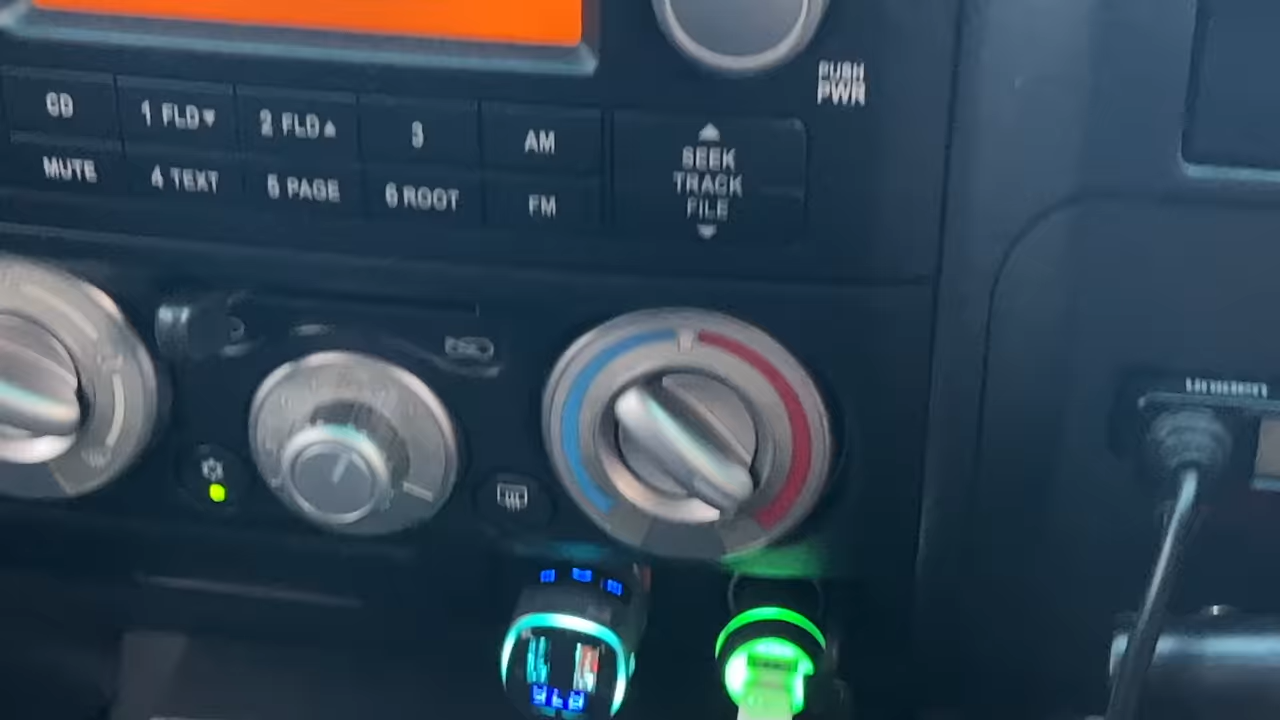 PUSH
PWR
CD
1 FLD▼
2 FLD▲
3
AM
▲
SEEK
TRACK
FILE
▼
MUTE
4 TEXT
5 PAGE
6 ROOT
FM
uniden